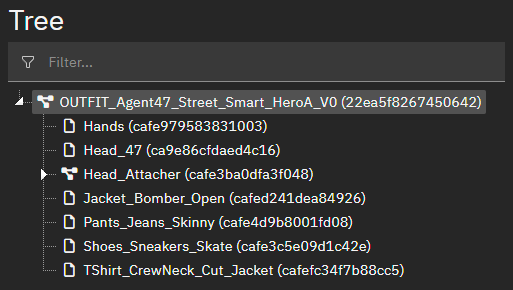 Tree
Filter...
OUTFIT_Agent47_Street_Smart_HeroA_V0 (22ea5f8267450642)
Hands (cafe979583831003)
Head_47 (ca9e86cfdaed4c16)
Head_Attacher (cafe3ba0dfa3f048)
Jacket_Bomber_Open (cafed241dea84926)
Pants_Jeans_Skinny (cafe4d9b8001fd08)
Shoes_Sneakers_Skate (cafe3c5e09d1c42e)
TShirt_CrewNeck_Cut_Jacket (cafefc34f7b88cc5)